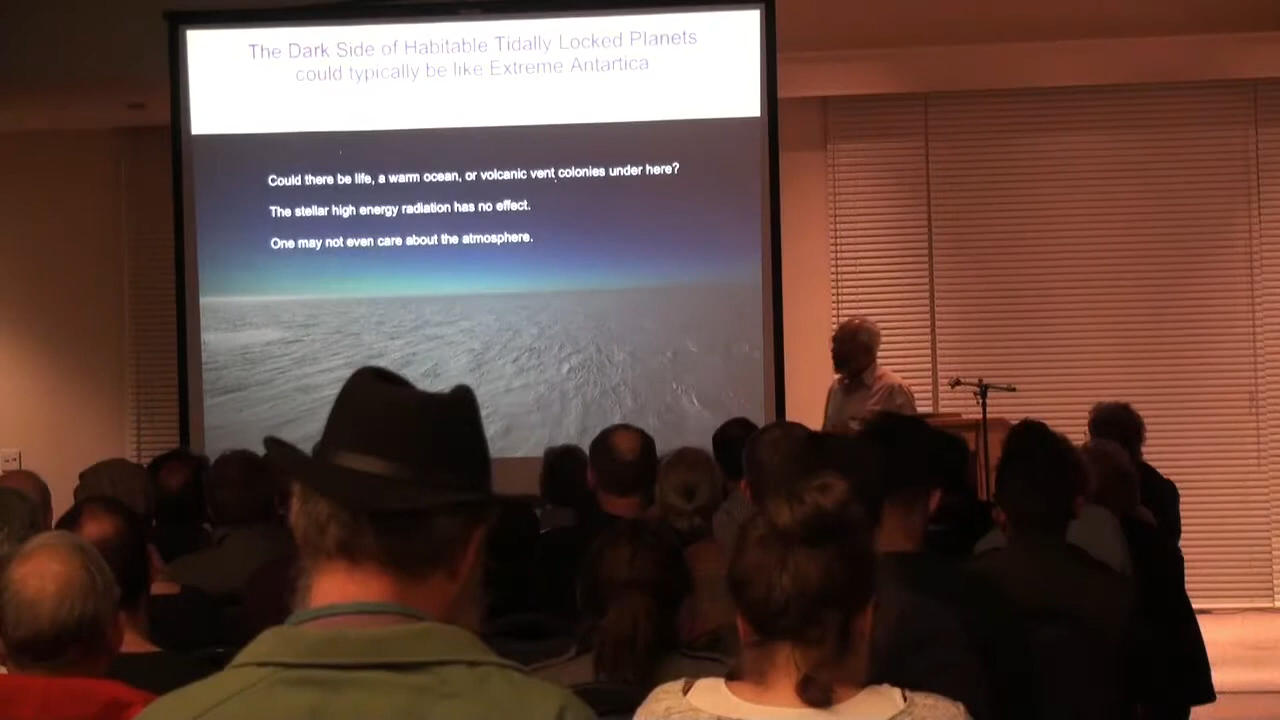 The Dark Side of Habitable Tidally Locked Planets
could typically be like Extreme Antartica
Could there be life, a warm ocean, or volcanic vent colonies under here?
The stellar high energy radiation has no effect.
One may not even care about the atmosphere.